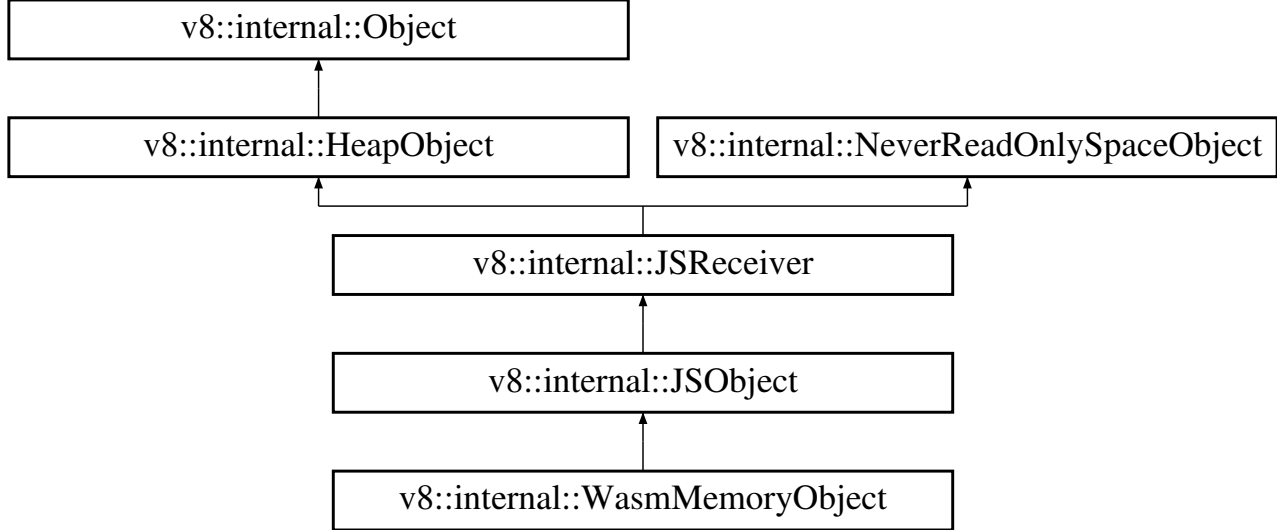 v8::internal::Object
v8::internal::HeapObject
v8::internal::NeverReadOnlySpaceObject
v8::internal::JSReceiver
v8::internal::JSObject
v8::internal::WasmMemoryObject